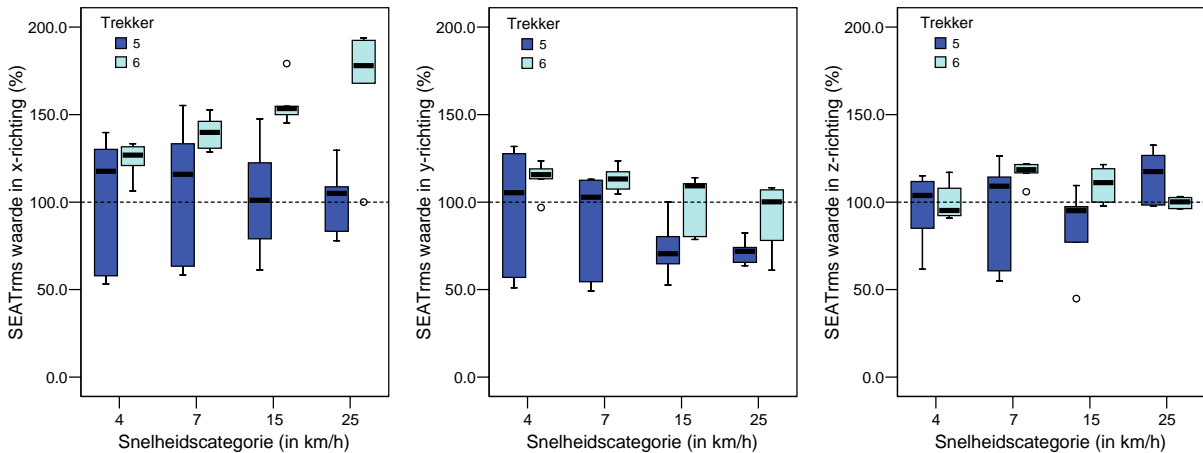 SEATrms waarde in x-richting (%)
200.0
150.0
100.0
50.0
0.0
Trekker
5
6
4 7 15 25
Snelheidscategorie (in km/h)
SEATrms waarde in y-richting (%)
200.0
150.0
100.0
50.0
0.0
Trekker
5
6
4 7 15 25
Snelheidscategorie (in km/h)
SEATrms waarde in z-richting (%)
200.0
150.0
100.0
50.0
0.0
Trekker
5
6
4 7 15 25
Snelheidscategorie (in km/h)